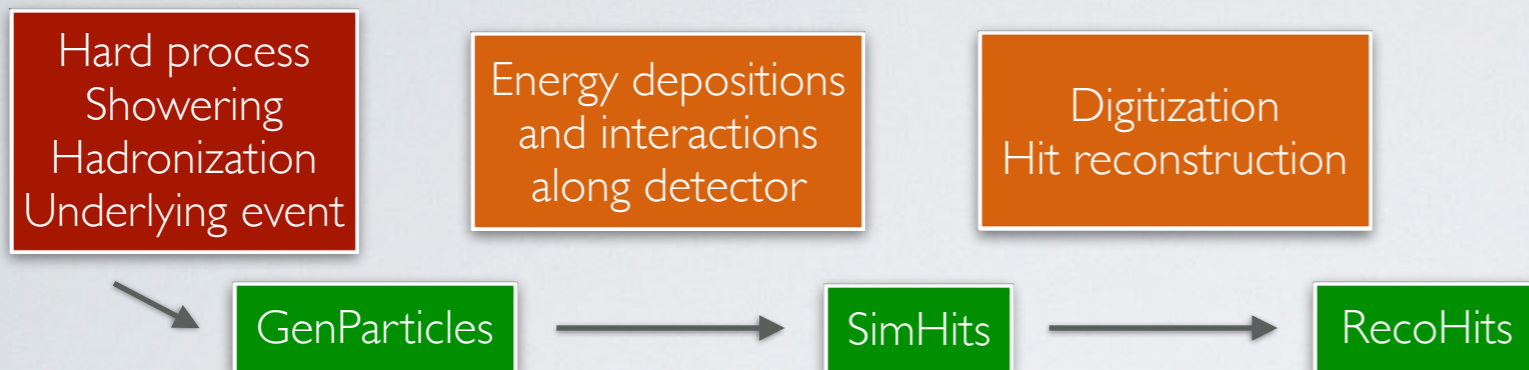 Hard process
Showering
Hadronization
Underlying event
Energy depositions
and interactions
along detector
Digitization
Hit reconstruction
GenParticles
SimHits
RecoHits